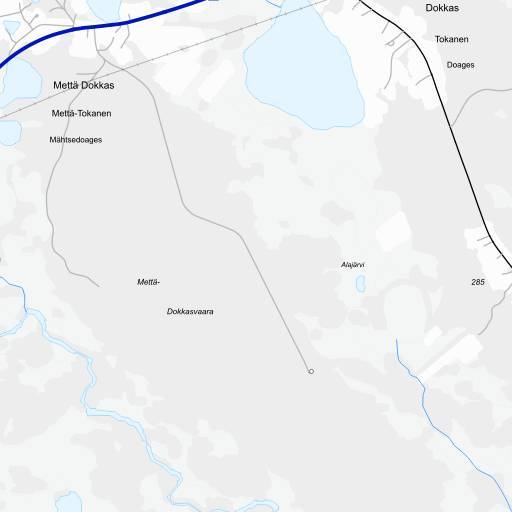 Dokkas
Tokanen
Doages
Mettä Dokkas
Mettä-Tokanen
Mähtsedoages
Alajärvi
Mettä-
285
Dokkasvaara